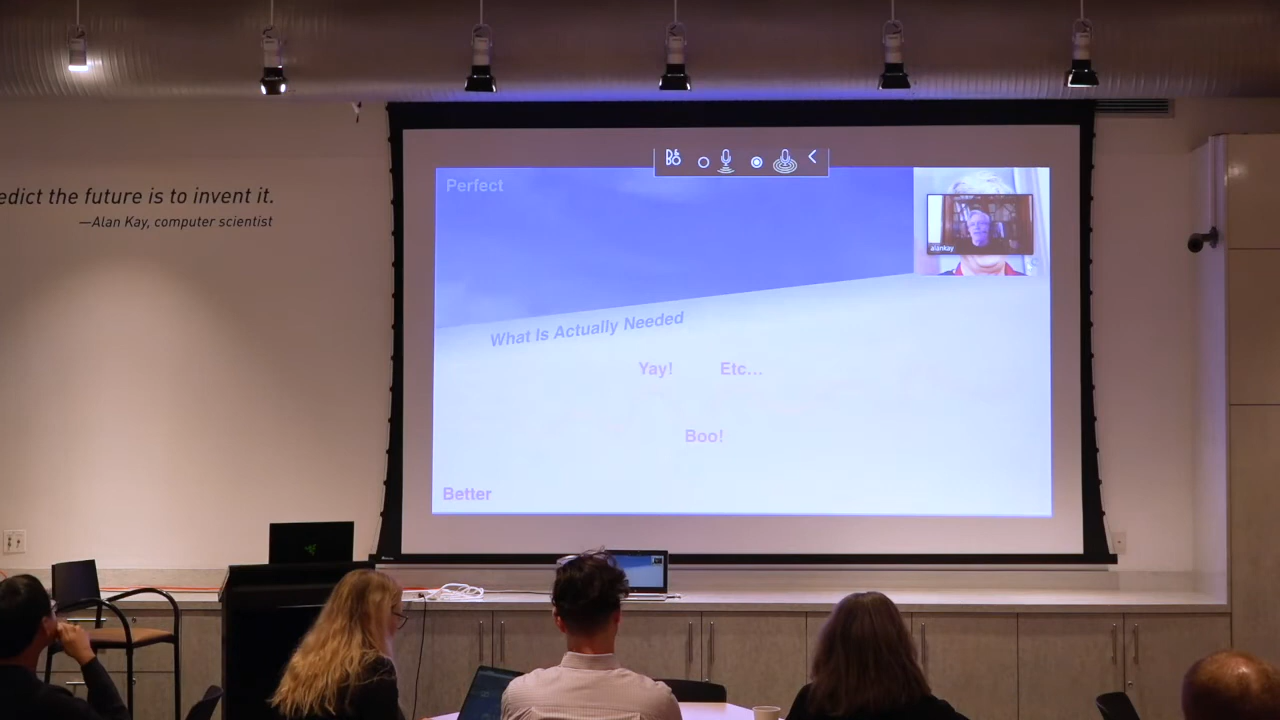 edict the future is to invent it.
—Alan Kay, computer scientist
Perfect
alankay
What Is Actually Needed
Yay! Etc...
Boo!
Better